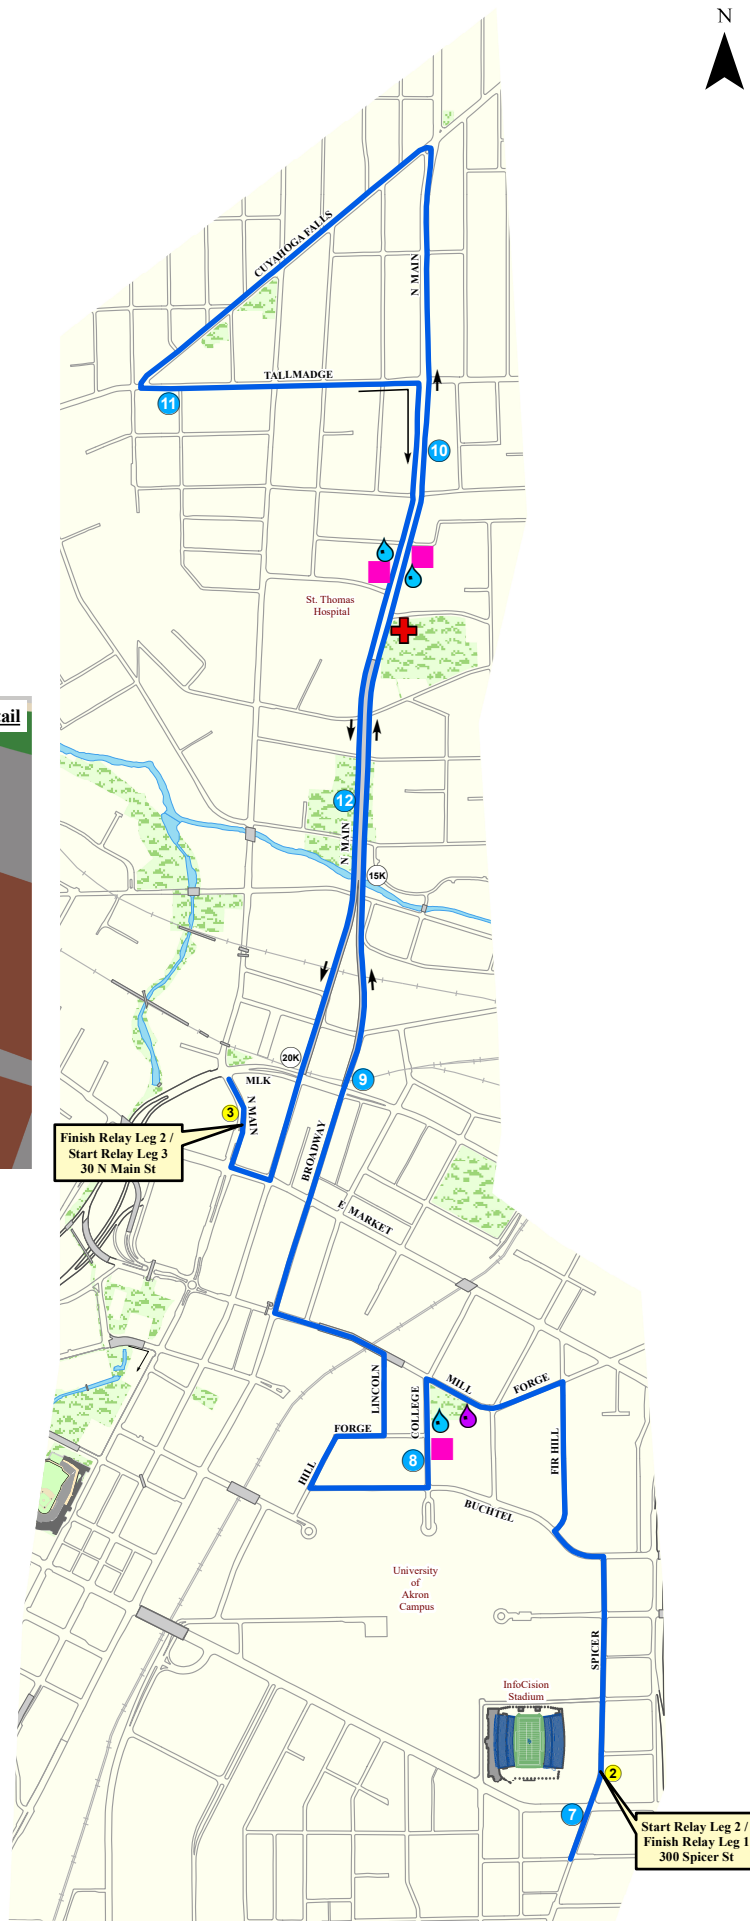 N
CUYAHOGA FALLS
N MAIN
TALLMADGE
11
10
St. Thomas
Hospital
12
N MAIN
15K
20K
MLK
9
3
N MAIN
Finish Relay Leg 2 /
Start Relay Leg 3
30 N Main St
BROADWAY
E MARKET
LINCOLN
MILL
FORGE
COLLEGE
FORGE
FIR HILL
HILL
8
BUCHTEL
University
of
Akron
Campus
SPICER
InfoCision
Stadium
2
7
Start Relay Leg 2 /
Finish Relay Leg 1
300 Spicer St